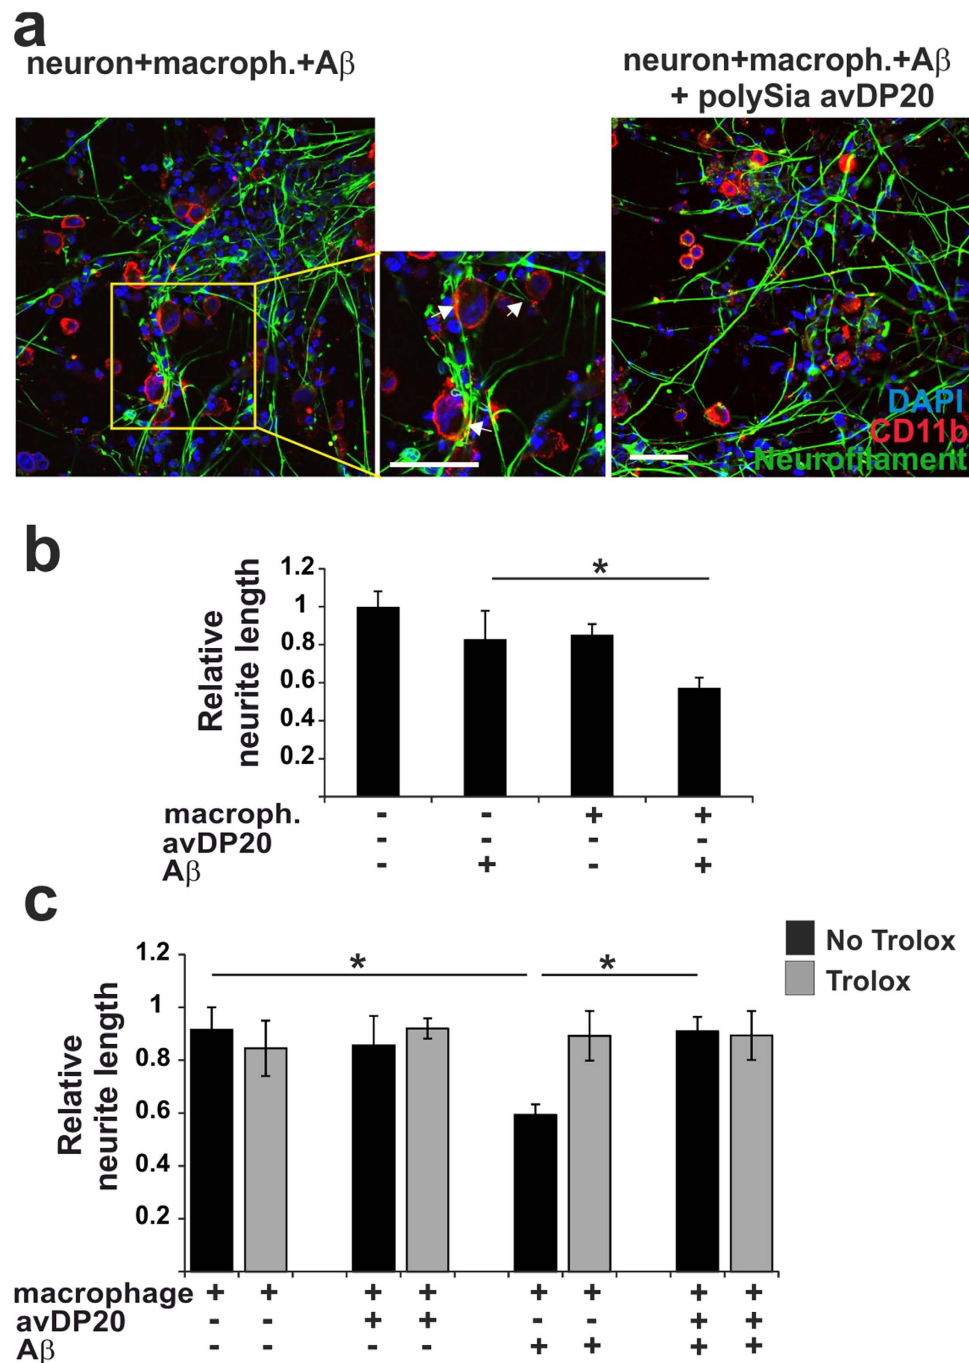 a
neuron+macroph.+Aβ
neuron+macroph.+Aβ
+ polySia avDP20
DAPI
CD11b
Neurofilament
b
Relative
neurite length
1.2
1
0.8
0.6
0.4
0.2
*
macroph. - - + +
avDP20 - - - -
Aβ - + - +
c
Relative
neurite length
1.2
1
0.8
0.6
0.4
0.2
* *
No Trolox
Trolox
macrophage + + + + + + + +
avDP20 - - + + - - + +
Aβ - - - - + + + +